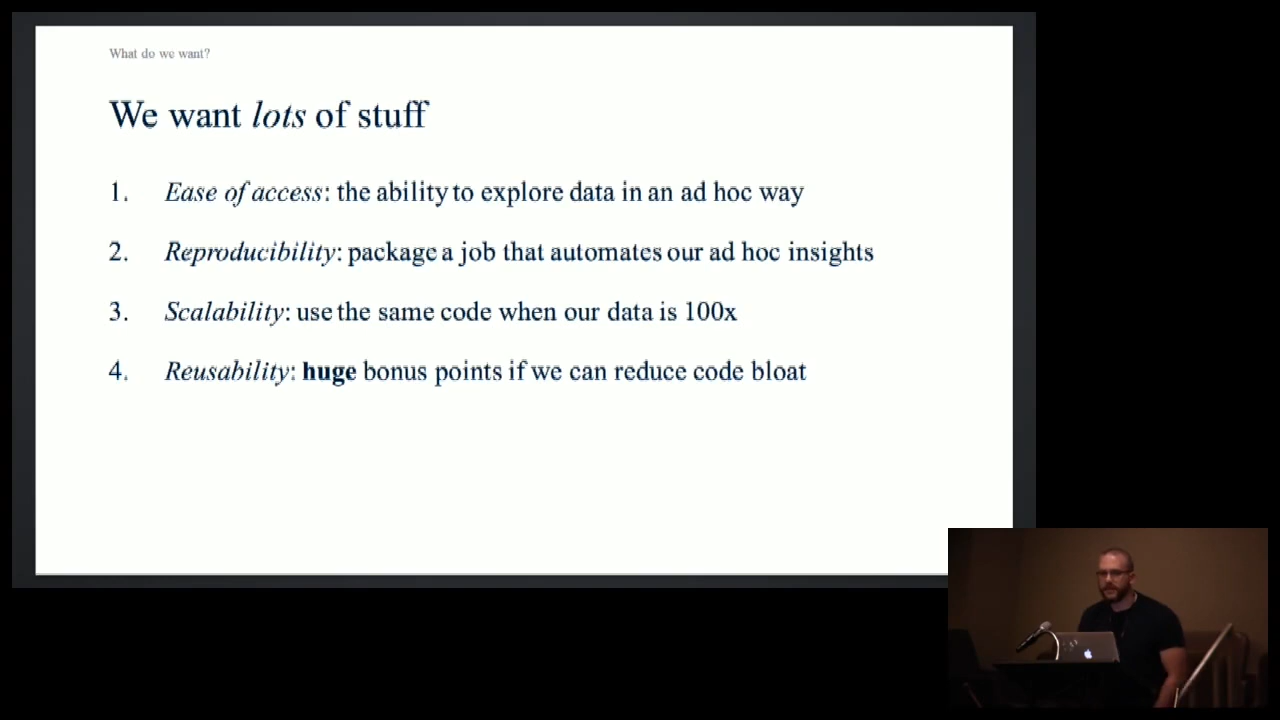 What do we want?
We want lots of stuff
1. Ease of access: the ability to explore data in an ad hoc way
2. Reproducibility: package a job that automates our ad hoc insights
3. Scalability: use the same code when our data is 100x
4. Reusability: huge bonus points if we can reduce code bloat